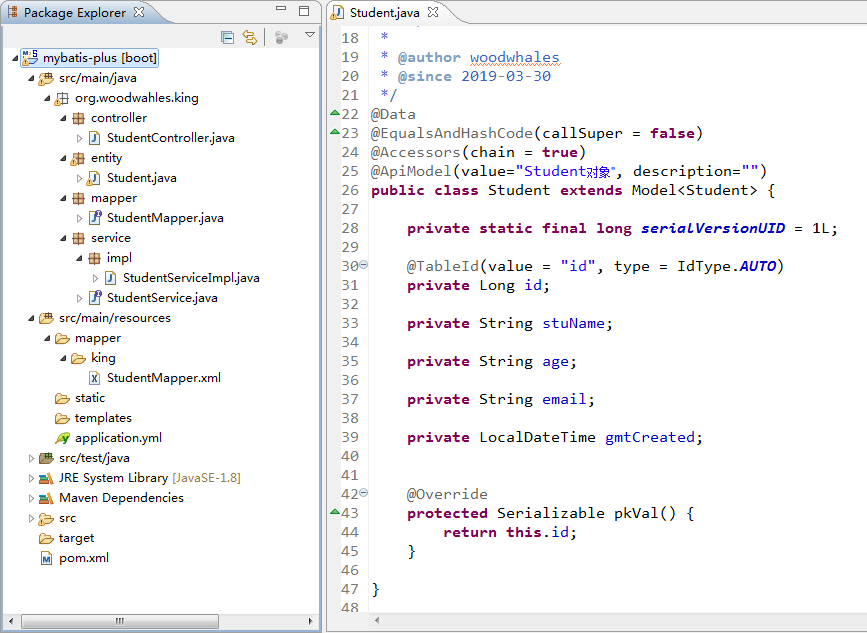 Package Explorer
mybatis-plus [boot]
src/main/java
org.woodwahles.king
controller
StudentController.java
entity
Student.java
mapper
StudentMapper.java
service
impl
StudentServiceImpl.java
StudentService.java
src/main/resources
mapper
king
StudentMapper.xml
static
templates
application.yml
src/test/java
JRE System Library [JavaSE-1.8]
Maven Dependencies
src
target
pom.xml
Student.java
18 *
19 * @author woodwhales
20 * @since 2019-03-30
21 */
22 @Data
23 @EqualsAndHashCode(callSuper = false)
24 @Accessors(chain = true)
25 @ApiModel(value="Student对象", description="")
26 public class Student extends Model<Student> {
27
28 private static final long serialVersionUID = 1L;
29
30 @TableId(value = "id", type = IdType.AUTO)
31 private Long id;
32
33 private String stuName;
34
35 private String age;
36
37 private String email;
38
39 private LocalDateTime gmtCreated;
40
41
42 @Override
43 protected Serializable pkVal() {
44 return this.id;
45 }
46
47 }
48